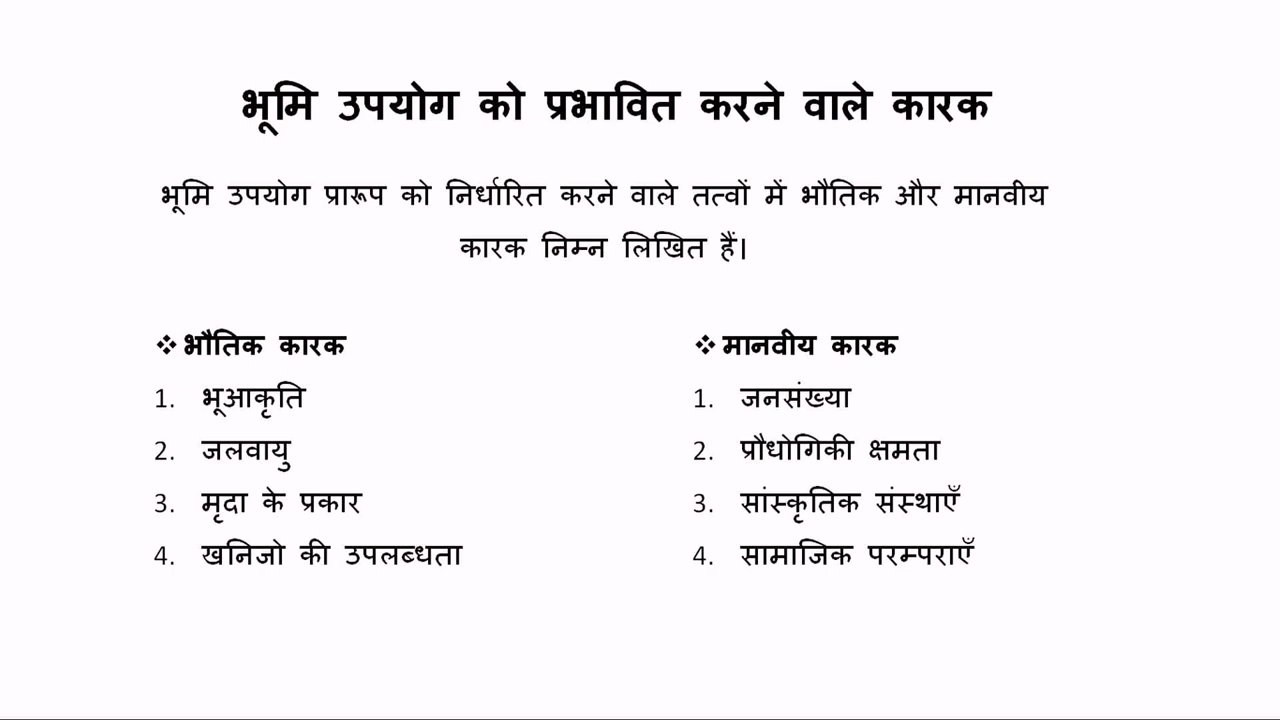 भूमि उपयोग को प्रभावित करने वाले कारक
भूमि उपयोग प्रारूप को निर्धारित करने वाले तत्वों में भौतिक और मानवीय
कारक निम्न लिखित हैं।
❖ भौतिक कारक
1. भूआकृति
2. जलवायु
3. मृदा के प्रकार
4. खनिजो की उपलब्धता
❖ मानवीय कारक
1. जनसंख्या
2. प्रौधोगिकी क्षमता
3. सांस्कृतिक संस्थाएँ
4. सामाजिक परम्पराएँ